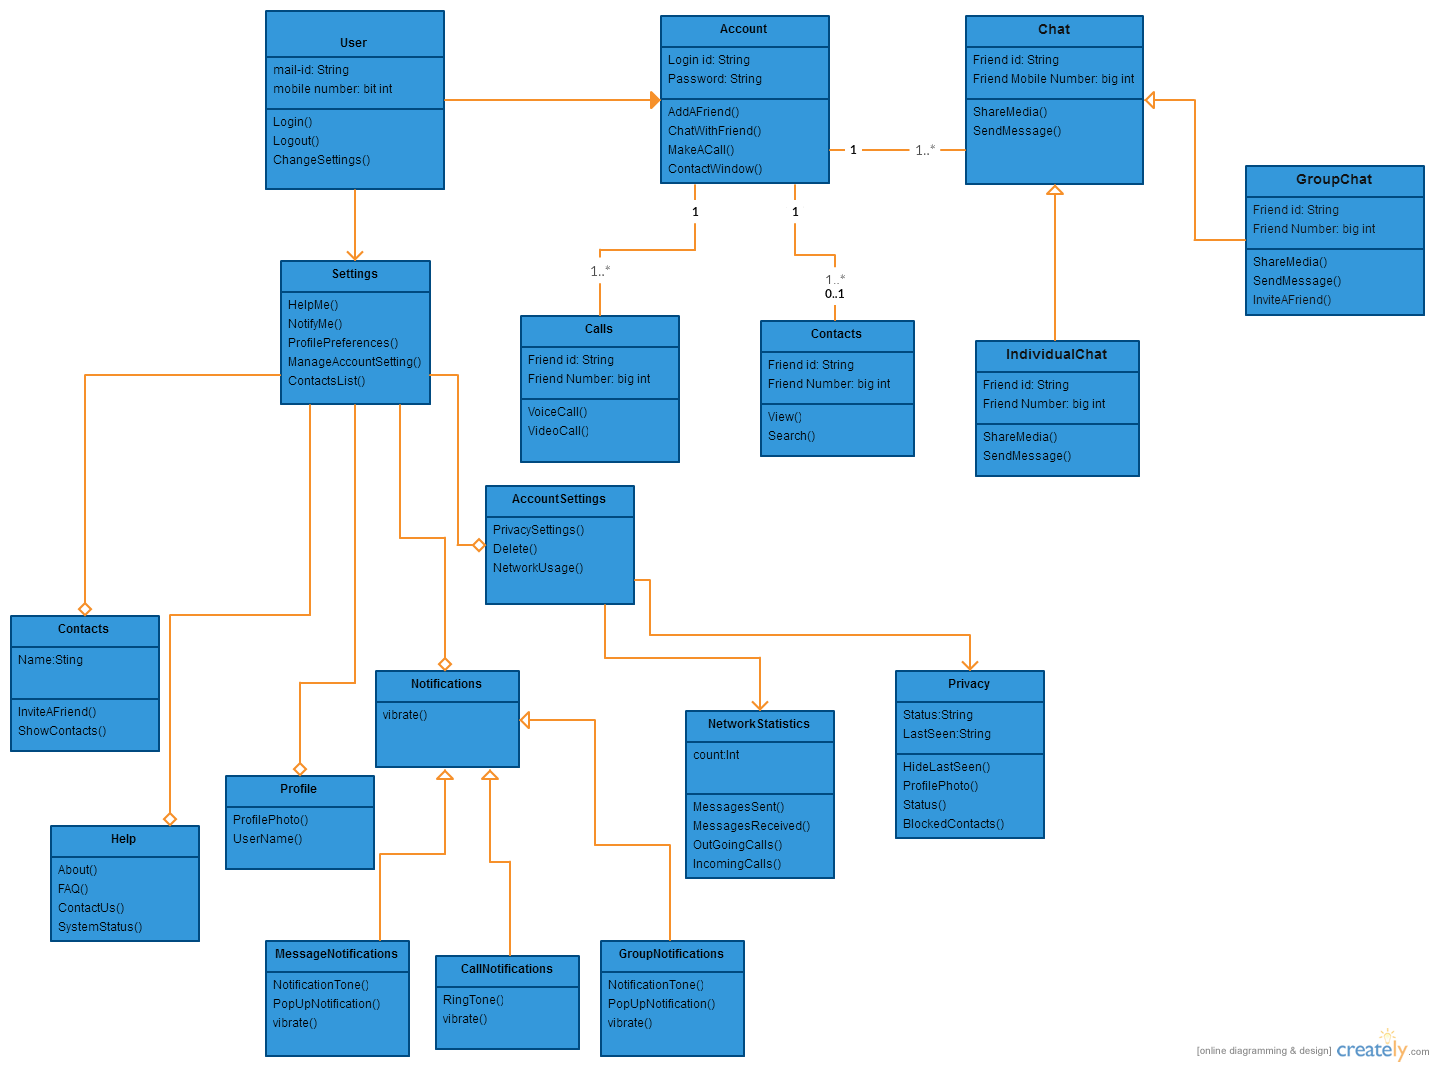 User
mail-id: String
mobile number: bit int
Login()
Logout()
ChangeSettings()
Account
Login id: String
Password: String
AddAFriend()
ChatWithFriend()
MakeACall()
ContactWindow()
1
1..*
Chat
Friend id: String
Friend Mobile Number: big int
ShareMedia()
SendMessage()
GroupChat
Friend id: String
Friend Number: big int
ShareMedia()
SendMessage()
InviteAFriend()
1
1
1..*
1..*
0..1
Settings
HelpMe()
NotifyMe()
ProfilePreferences()
ManageAccountSetting()
ContactsList()
Calls
Friend id: String
Friend Number: big int
VoiceCall()
VideoCall()
Contacts
Friend id: String
Friend Number: big int
View()
Search()
IndividualChat
Friend id: String
Friend Number: big int
ShareMedia()
SendMessage()
AccountSettings
PrivacySettings()
Delete()
NetworkUsage()
Contacts
Name:Sting
InviteAFriend()
ShowContacts()
Notifications
vibrate()
NetworkStatistics
count:Int
MessagesSent()
MessagesReceived()
OutGoingCalls()
IncomingCalls()
Privacy
Status:String
LastSeen:String
HideLastSeen()
ProfilePhoto()
Status()
BlockedContacts()
Profile
ProfilePhoto()
UserName()
Help
About()
FAQ()
ContactUs()
SystemStatus()
MessageNotifications
NotificationTone()
PopUpNotification()
vibrate()
CallNotifications
RingTone()
vibrate()
GroupNotifications
NotificationTone()
PopUpNotification()
vibrate()
[online diagramming & design] creately.com